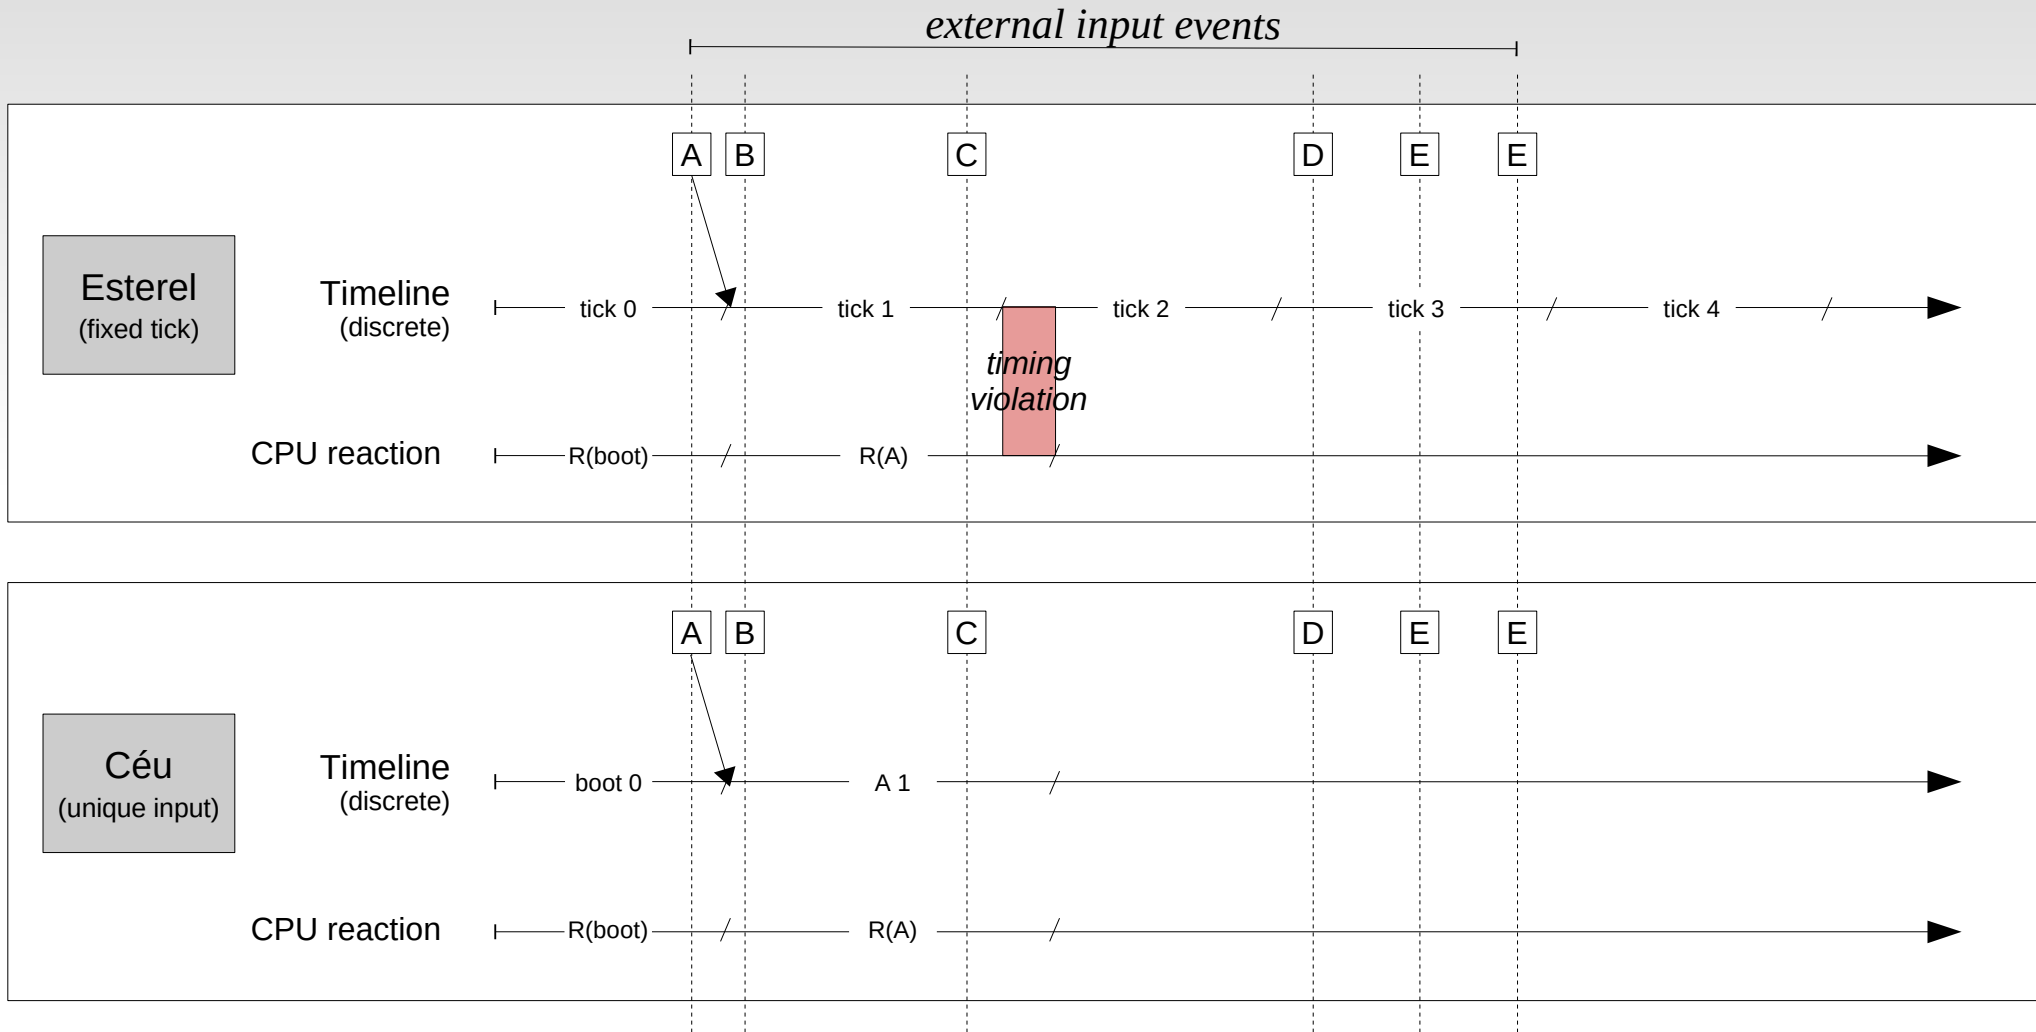 external input events
A B C D E E
Esterel
(fixed tick)
Timeline
(discrete)
tick 0 tick 1 tick 2 tick 3 tick 4
timing
violation
CPU reaction R(boot) R(A)
A B C D E E
Céu
(unique input)
Timeline
(discrete)
boot 0 A 1
CPU reaction R(boot) R(A)